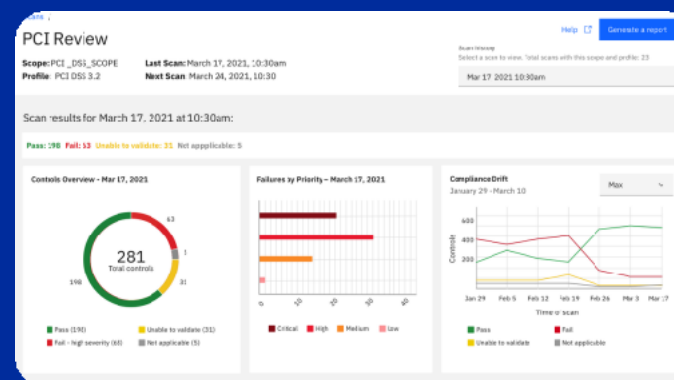 PCI Review
Help
Generate a report
Scope: PCI_DSS_SCOPE
Last Scan: March 17, 2021, 10:30am
Profile: PCI DSS 3.2
Next Scan March 24, 2021, 10:30
Select a scan to view. Total scans with this scope and profile: 23
Mar 17 2021 10:30am
Scan results for March 17, 2021 at 10:30am:
Pass: 198 Fail: 63 Unable to validate: 31 Not appplicable: 5
Controls Overview - Mar 17, 2021
63
1
281
Total controls
198
31
Pass (190)
Unable to validate (31)
Fail - high severity (63)
Not applicable (5)
Failures by Priority - March 17, 2021
0
10
20
30
40
Critical
High
Medium
Low
Compliance Drift
January 29 - March 10
Max
600
400
200
Controls
Jan 29
Feb 5
Feb 12
Feb 19
Feb 26
Mar 3
Mar 17
Time of scan
Pass
Fail
Unable to validate
Not applicable